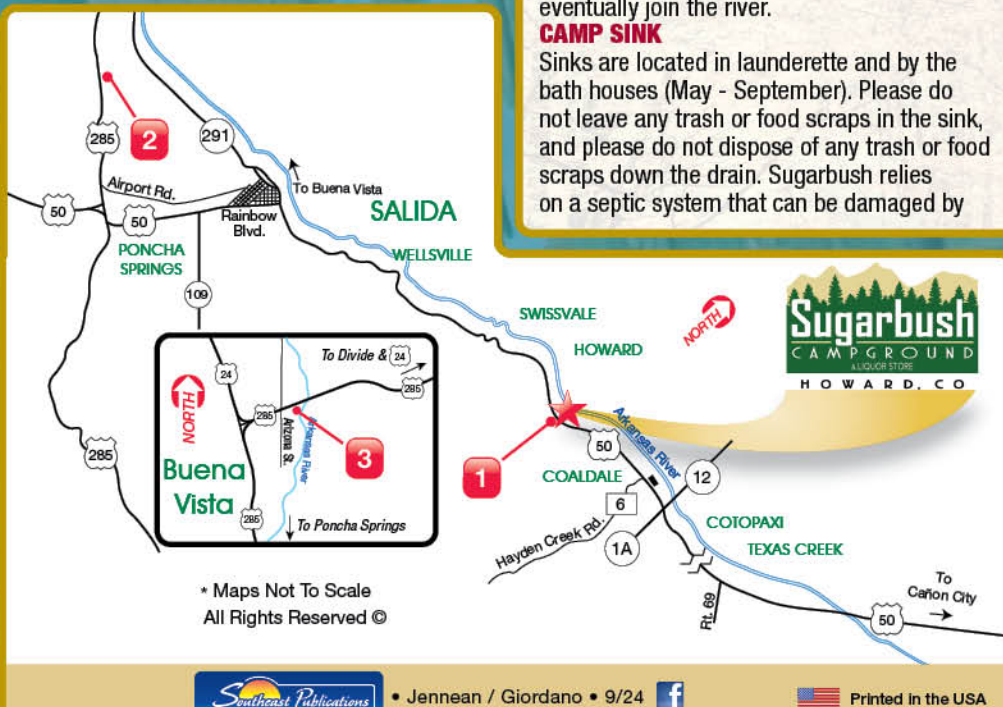 eventually join the river.
CAMP SINK
Sinks are located in launderette and by the
bath houses (May - September). Please do
not leave any trash or food scraps in the sink,
and please do not dispose of any trash or food
scraps down the drain. Sugarbush relies
on a septic system that can be damaged by
285
2
291
Airport Rd.
To Buena Vista
50
50
Rainbow
Blvd.
SALIDA
PONCHA
SPRINGS
WELLSVILLE
109
SWISSVALE
NORTH
HOWARD
Sugarbush
CAMPGROUND
& LIQUOR STORE
HOWARD, CO
To Divide & 24
24
285
NORTH
285
Arizona St.
Arkansas River
3
Buena
Vista
285
To Poncha Springs
285
1
50
Arkansas River
COALDALE
12
6
Hayden Creek Rd.
1A
COTOPAXI
TEXAS CREEK
Rt. 69
50
To
Cañon City
* Maps Not To Scale
All Rights Reserved ©
Southeast Publications
• Jennean / Giordano • 9/24
f
Printed in the USA